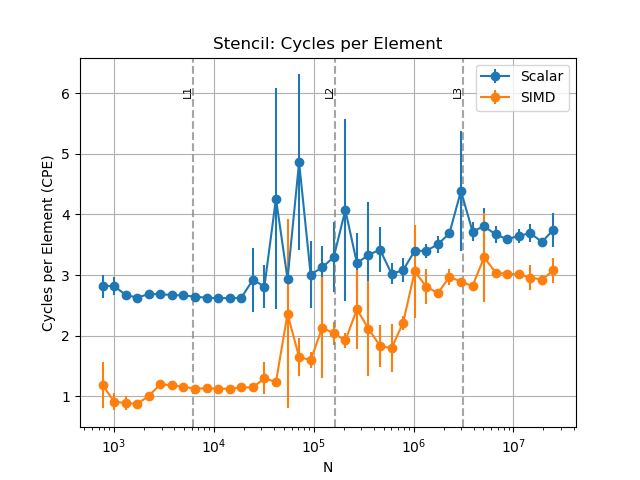 Stencil: Cycles per Element
Cycles per Element (CPE)
6
5
4
3
2
1
L1
L2
L3
Scalar
SIMD
10³
10⁴
10⁵
10⁶
10⁷
N